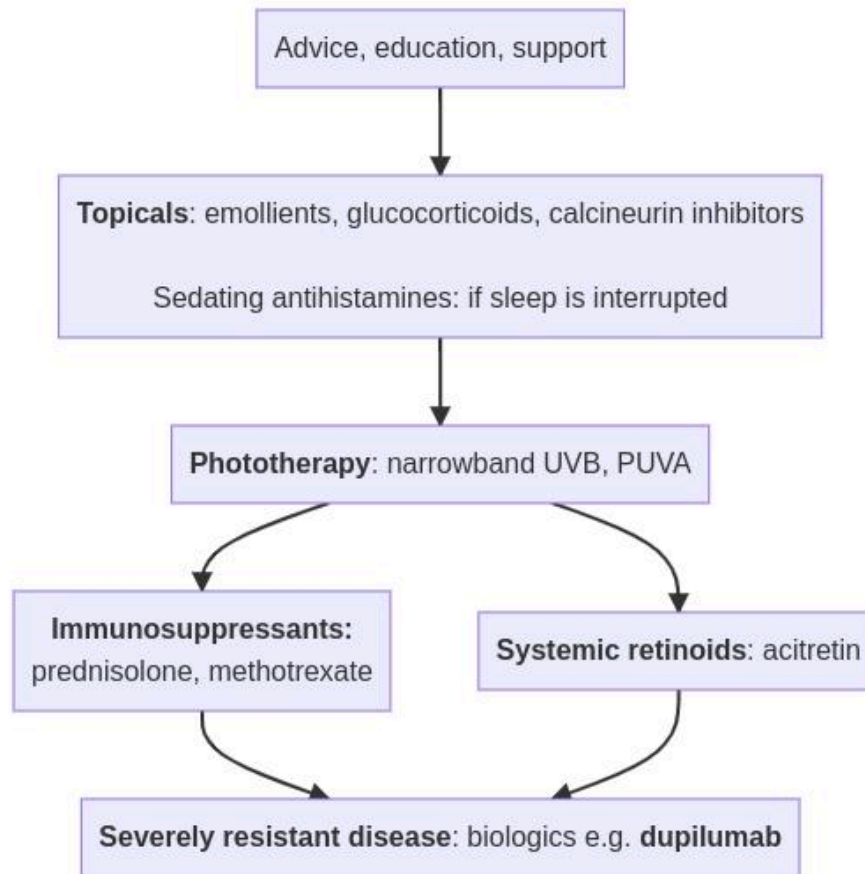 Advice, education, support
Topicals: emollients, glucocorticoids, calcineurin inhibitors
Sedating antihistamines: if sleep is interrupted
Phototherapy: narrowband UVB, PUVA
Immunosuppressants:
prednisolone, methotrexate
Systemic retinoids: acitretin
Severely resistant disease: biologics e.g. dupilumab